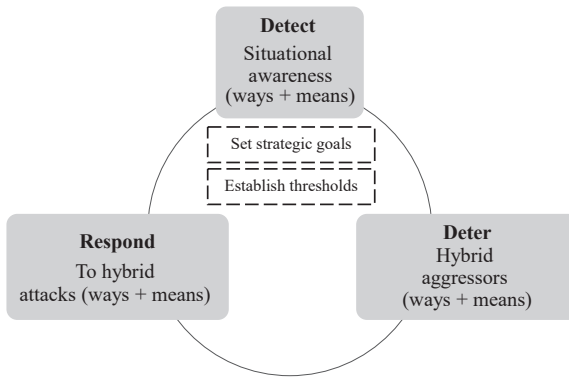 Detect
Situational
awareness
(ways + means)
Set strategic goals
Establish thresholds
Respond
To hybrid
attacks (ways + means)
Deter
Hybrid
aggressors
(ways + means)